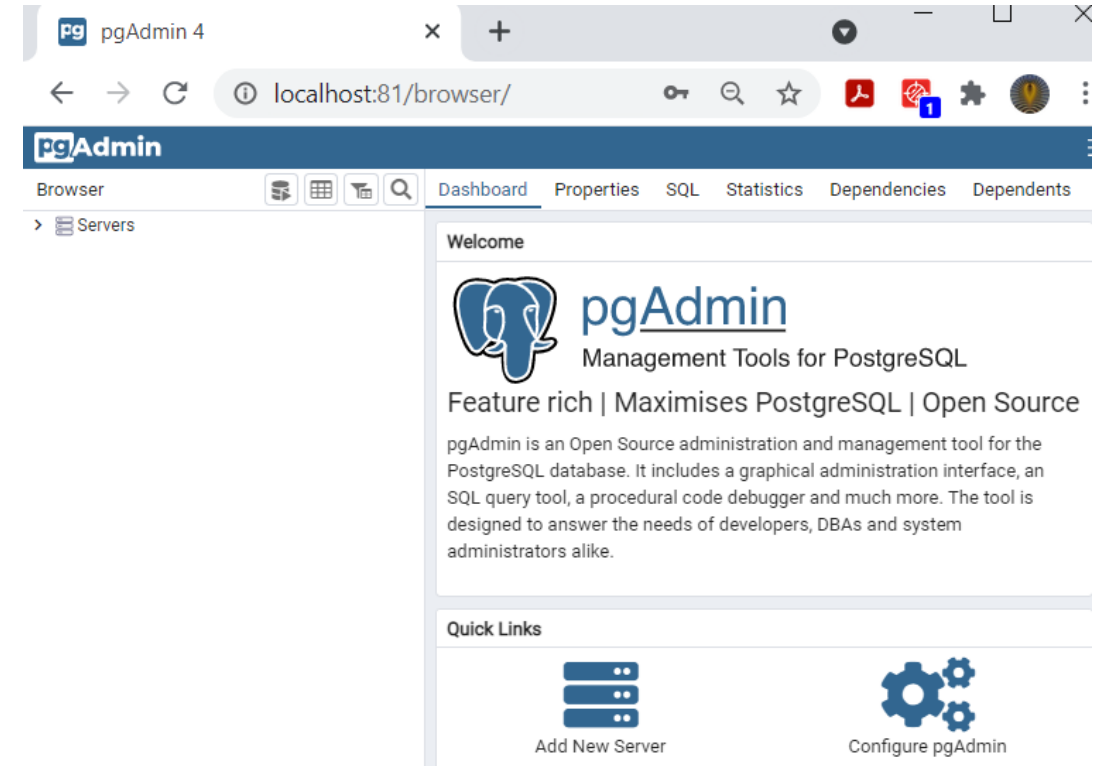 pgAdmin 4
localhost:81/browser/
1
pgAdmin
Browser
Dashboard Properties SQL Statistics Dependencies Dependents
Servers
Welcome
pgAdmin
Management Tools for PostgreSQL
Feature rich | Maximises PostgreSQL | Open Source
pgAdmin is an Open Source administration and management tool for the
PostgreSQL database. It includes a graphical administration interface, an
SQL query tool, a procedural code debugger and much more. The tool is
designed to answer the needs of developers, DBAs and system
administrators alike.
Quick Links
Add New Server
Configure pgAdmin